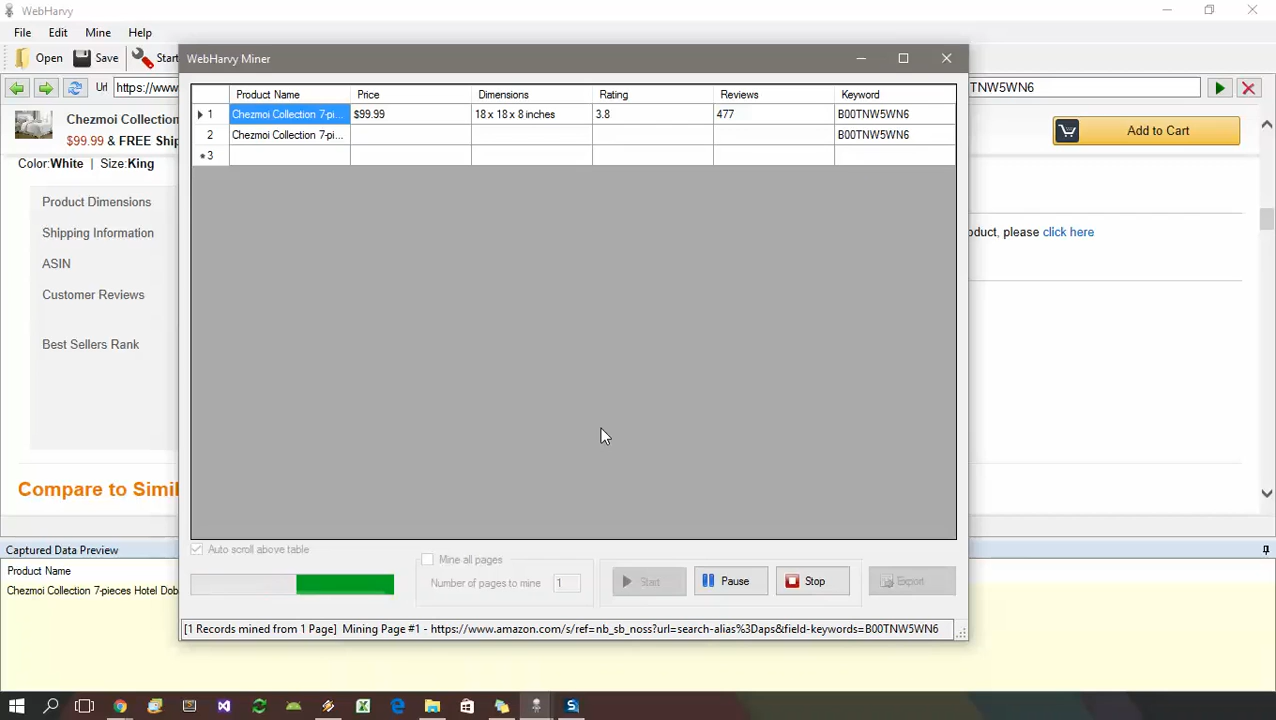 WebHarvy
File Edit Mine Help
Open Save Start
Url https://www TNW5WN6
WebHarvy Miner
Product Name Price Dimensions Rating Reviews Keyword
1 Chezmoi Collection 7-pi... $99.99 18 x 18 x 8 inches 3.8 477 B00TNW5WN6
2 Chezmoi Collection 7-pi... B00TNW5WN6
* 3
Chezmoi Collection
$99.99 & FREE Ship
Add to Cart
Color:White | Size:King
Product Dimensions
Shipping Information
oduct, please click here
ASIN
Customer Reviews
Best Sellers Rank
Compare to Simil
Auto scroll above table
Mine all pages
Number of pages to mine 1
Start Pause Stop Export
[1 Records mined from 1 Page] Mining Page #1 - https://www.amazon.com/s/ref=nb_sb_noss?url=search-alias%3Daps&field-keywords=B00TNW5WN6
Captured Data Preview
Product Name
Chezmoi Collection 7-pieces Hotel Dob